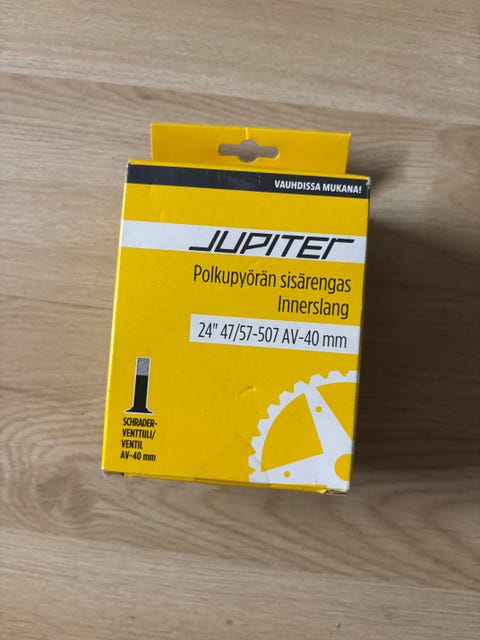 VAUHDISSA MUKANA!
JUPITER
Polkupyörän sisärengas
Innerslang
24" 47/57-507 AV-40 mm
SCHRADER-
VENTTIILI/
VENTIL
AV-40 mm